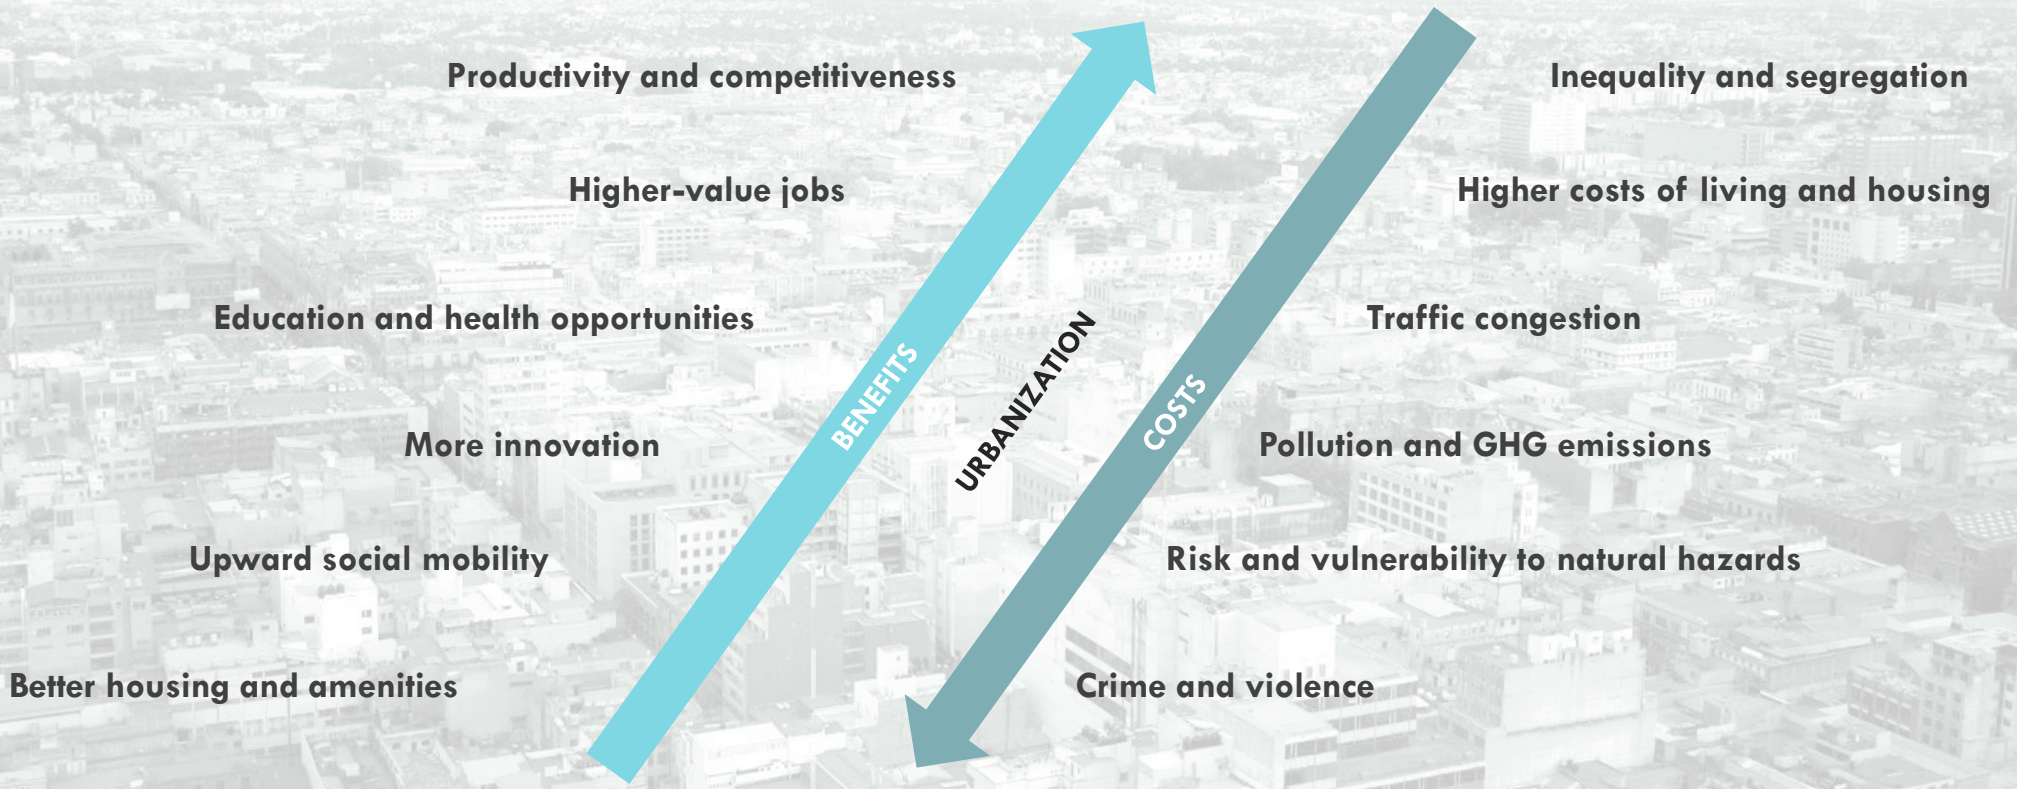 Productivity and competitiveness
Higher-value jobs
Education and health opportunities
More innovation
Upward social mobility
Better housing and amenities
BENEFITS
URBANIZATION
COSTS
Inequality and segregation
Higher costs of living and housing
Traffic congestion
Pollution and GHG emissions
Risk and vulnerability to natural hazards
Crime and violence